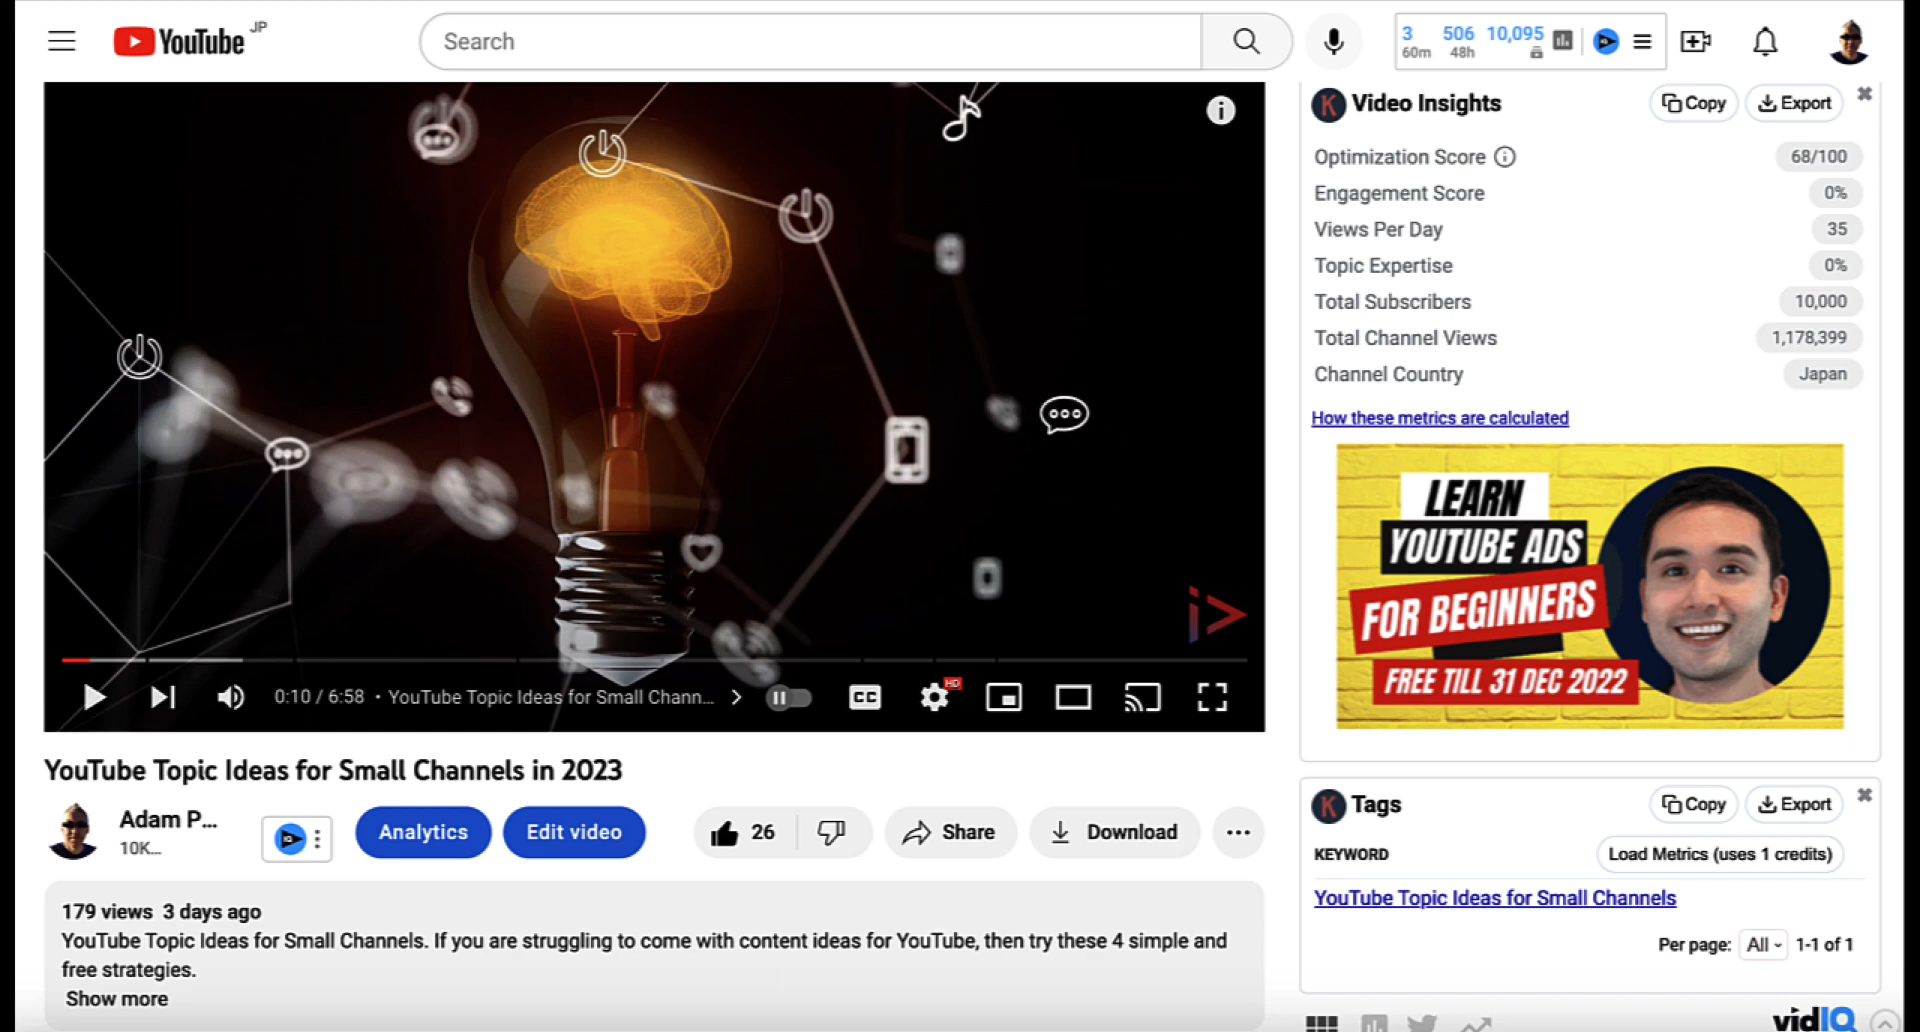 YouTube JP
Search
3 506 10,095
60m 48h
Video Insights
Copy
Export
Optimization Score
68/100
Engagement Score
0%
Views Per Day
35
Topic Expertise
0%
Total Subscribers
10,000
Total Channel Views
1,178,399
Channel Country
Japan
How these metrics are calculated
LEARN
YOUTUBE ADS
FOR BEGINNERS
FREE TILL 31 DEC 2022
0:10 / 6:58 • YouTube Topic Ideas for Small Chann...
CC
HD
YouTube Topic Ideas for Small Channels in 2023
Adam P...
10K...
IQ
Analytics
Edit video
26
Share
Download
179 views 3 days ago
YouTube Topic Ideas for Small Channels. If you are struggling to come with content ideas for YouTube, then try these 4 simple and
free strategies.
Show more
K Tags
Copy
Export
KEYWORD
Load Metrics (uses 1 credits)
YouTube Topic Ideas for Small Channels
Per page: All 1-1 of 1
vidIQ